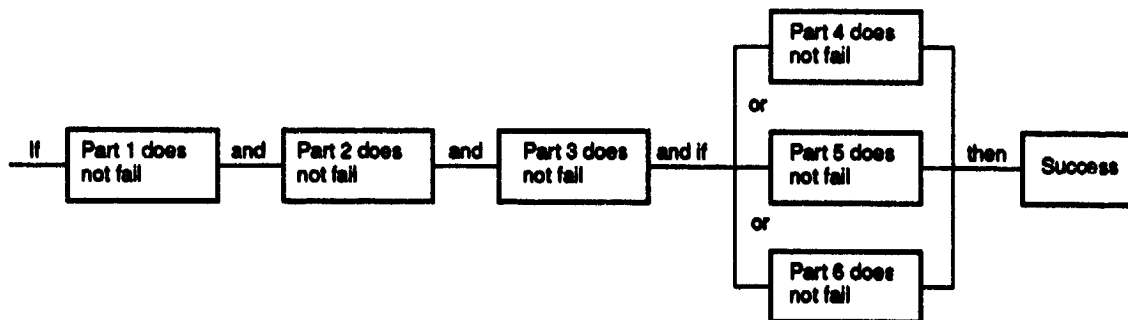 If
Part 1 does
not fail
and
Part 2 does
not fail
and
Part 3 does
not fail
and if
Part 4 does
not fail
or
Part 5 does
not fail
or
Part 6 does
not fail
then
Success